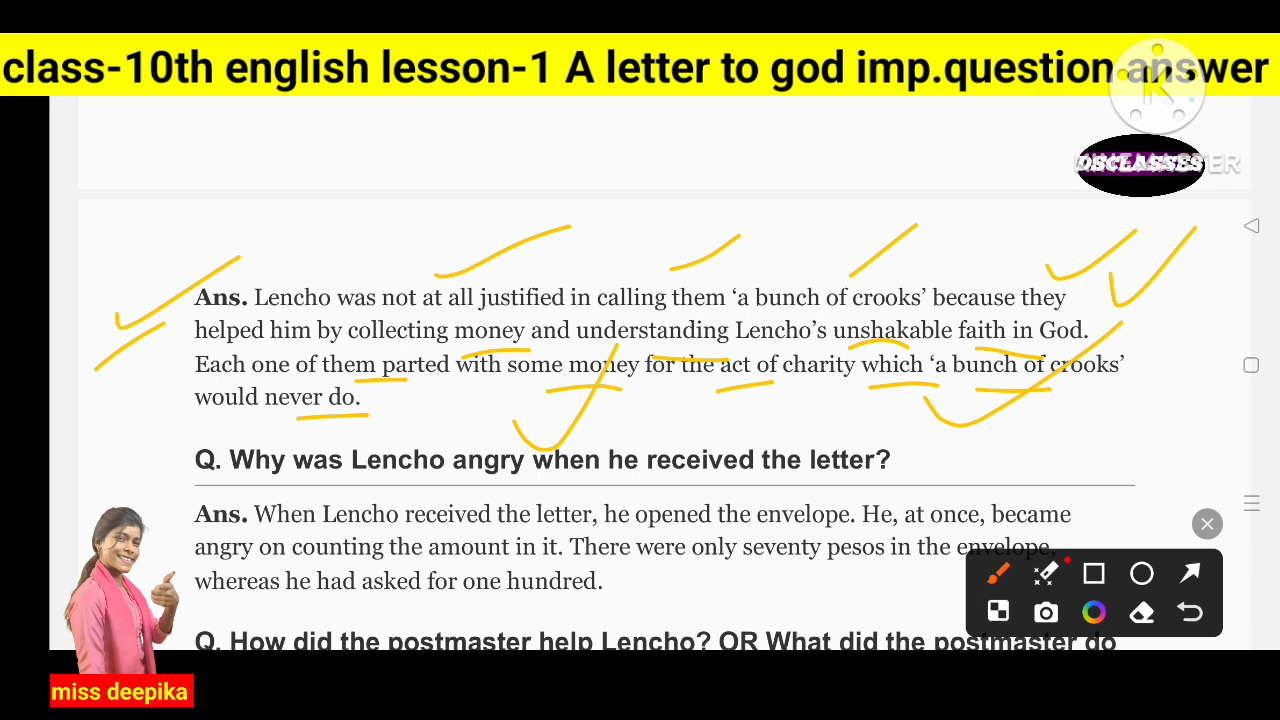 class-10th english lesson-1 A letter to god imp.question answer
DSCLASSES
Ans. Lencho was not at all justified in calling them ‘a bunch of crooks’ because they
helped him by collecting money and understanding Lencho’s unshakable faith in God.
Each one of them parted with some money for the act of charity which ‘a bunch of crooks’
would never do.
Q. Why was Lencho angry when he received the letter?
Ans. When Lencho received the letter, he opened the envelope. He, at once, became
angry on counting the amount in it. There were only seventy pesos in the envelope,
whereas he had asked for one hundred.
Q. How did the postmaster help Lencho? OR What did the postmaster do
miss deepika